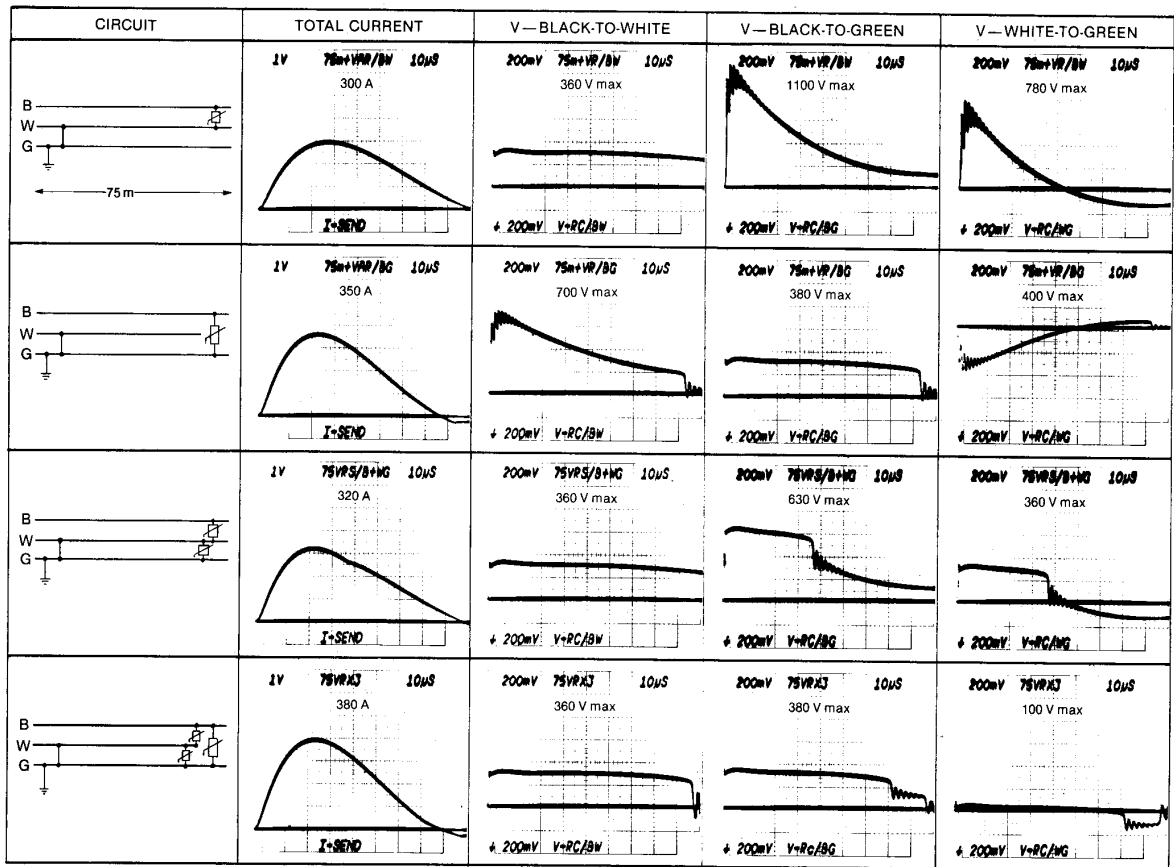 CIRCUIT
TOTAL CURRENT
V—BLACK-TO-WHITE
V—BLACK-TO-GREEN
V—WHITE-TO-GREEN
B
W
G
75 m
1V 75m+VAR/BW 10µS
300 A
I→SEND
200mV 75m+VR/BW 10µS
360 V max
↓ 200mV V→RC/BW
200mV 75m+VR/BW 10µS
1100 V max
↓ 200mV V→RC/BG
200mV 75m+VR/BW 10µS
780 V max
↓ 200mV V→RC/WG
B
W
G
1V 75m+VAR/BG 10µS
350 A
I→SEND
200mV 75m+VR/BG 10µS
700 V max
↓ 200mV V→RC/BW
200mV 75m+VR/BG 10µS
380 V max
↓ 200mV V→RC/BG
200mV 75m+VR/BG 10µS
400 V max
↓ 200mV V→RC/WG
B
W
G
1V 75VRS/B+WG 10µS
320 A
I→SEND
200mV 75VRS/B+WG 10µS
360 V max
↓ 200mV V→RC/BW
200mV 75VRS/B+WG 10µS
630 V max
↓ 200mV V→RC/BG
200mV 75VRS/B+WG 10µS
360 V max
↓ 200mV V→RC/WG
B
W
G
1V 75VRX3 10µS
380 A
I→SEND
200mV 75VRX3 10µS
360 V max
↓ 200mV V→RC/BW
200mV 75VRX3 10µS
380 V max
↓ 200mV V→RC/BG
200mV 75VRX3 10µS
100 V max
↓ 200mV V→RC/WG